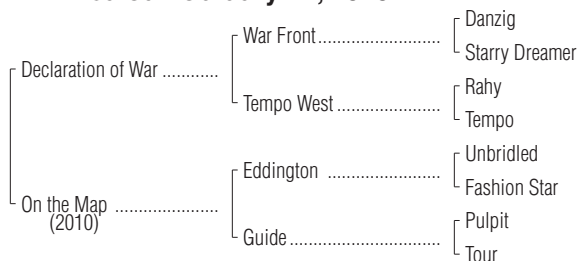 Danzig
War Front
Starry Dreamer
Declaration of War
Rahy
Tempo West
Tempo
Unbridled
Eddington
Fashion Star
On the Map
(2010)
Pulpit
Guide
Tour